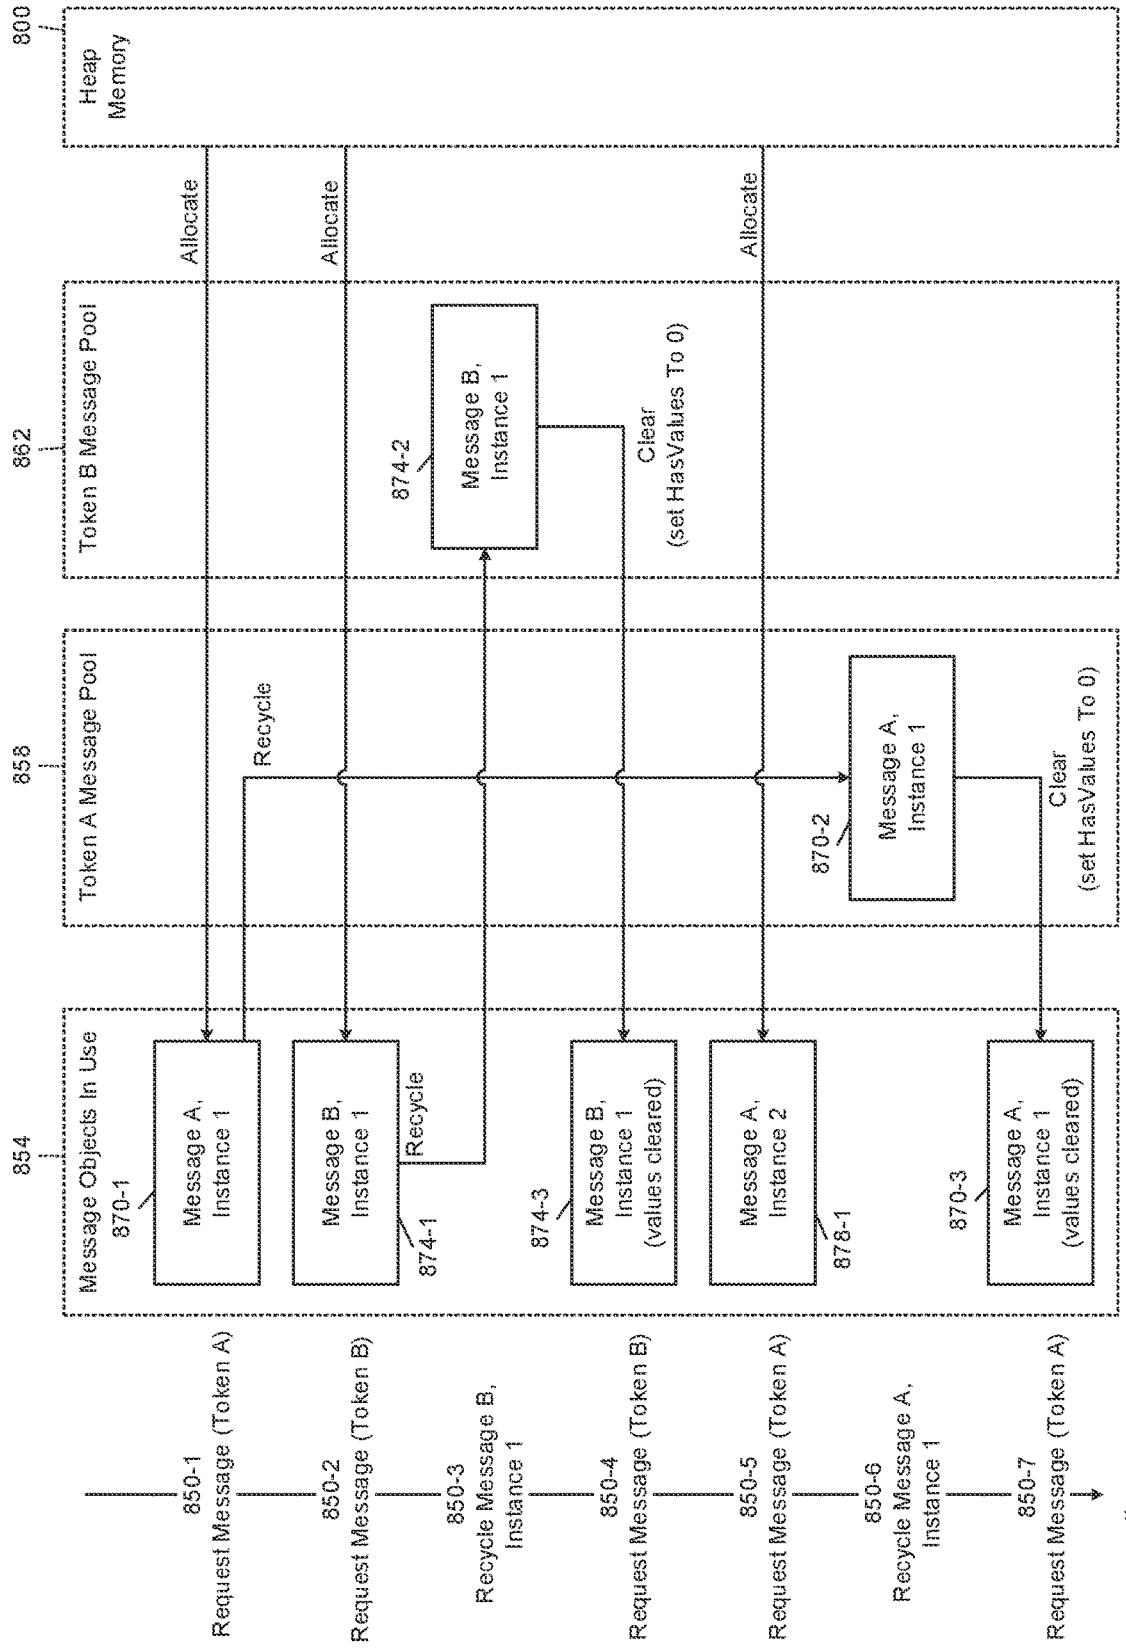 800
862
858
854
Heap
Memory
Token B Message Pool
Token A Message Pool
Message Objects In Use
850-1
Request Message (Token A)
870-1
Message A,
Instance 1
Recycle
Allocate
850-2
Request Message (Token B)
874-1
Message B,
Instance 1
Recycle
Allocate
850-3
Recycle Message B,
Instance 1
874-2
Message B,
Instance 1
850-4
Request Message (Token B)
874-3
Message B,
Instance 1
(values cleared)
Clear
(set HasValues To 0)
850-5
Request Message (Token A)
878-1
Message A,
Instance 2
Allocate
850-6
Recycle Message A,
Instance 1
870-2
Message A,
Instance 1
850-7
Request Message (Token A)
870-3
Message A,
Instance 1
(values cleared)
Clear
(set HasValues To 0)